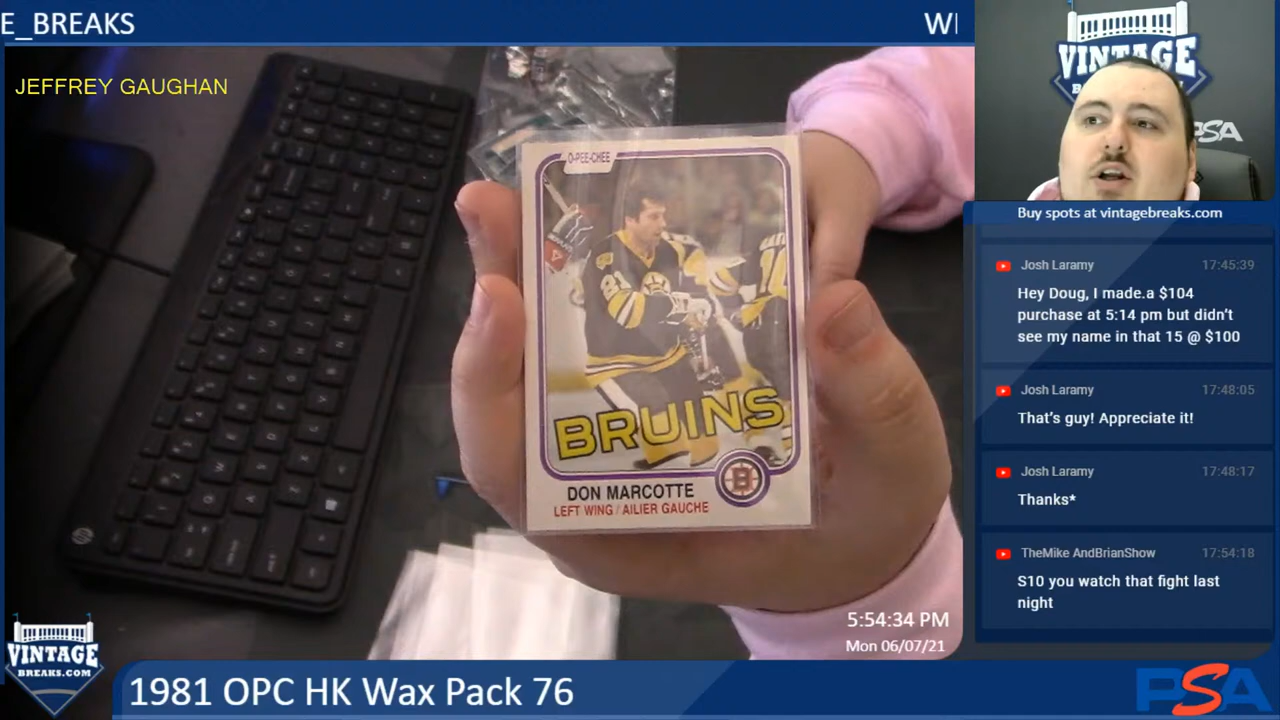 E_BREAKS
WI
JEFFREY GAUGHAN
O-PEE-CHEE
BRUINS
B
DON MARCOTTE
LEFT WING / AILIER GAUCHE
5:54:34 PM
Mon 06/07/21
VINTAGE
BREAKS.COM
1981 OPC HK Wax Pack 76
VINTAGE
PSA
Buy spots at vintagebreaks.com
Josh Laramy 17:45:39
Hey Doug, I made.a $104
purchase at 5:14 pm but didn't
see my name in that 15 @ $100
Josh Laramy 17:48:05
That's guy! Appreciate it!
Josh Laramy 17:48:17
Thanks*
TheMike AndBrianShow 17:54:18
S10 you watch that fight last
night
PSA